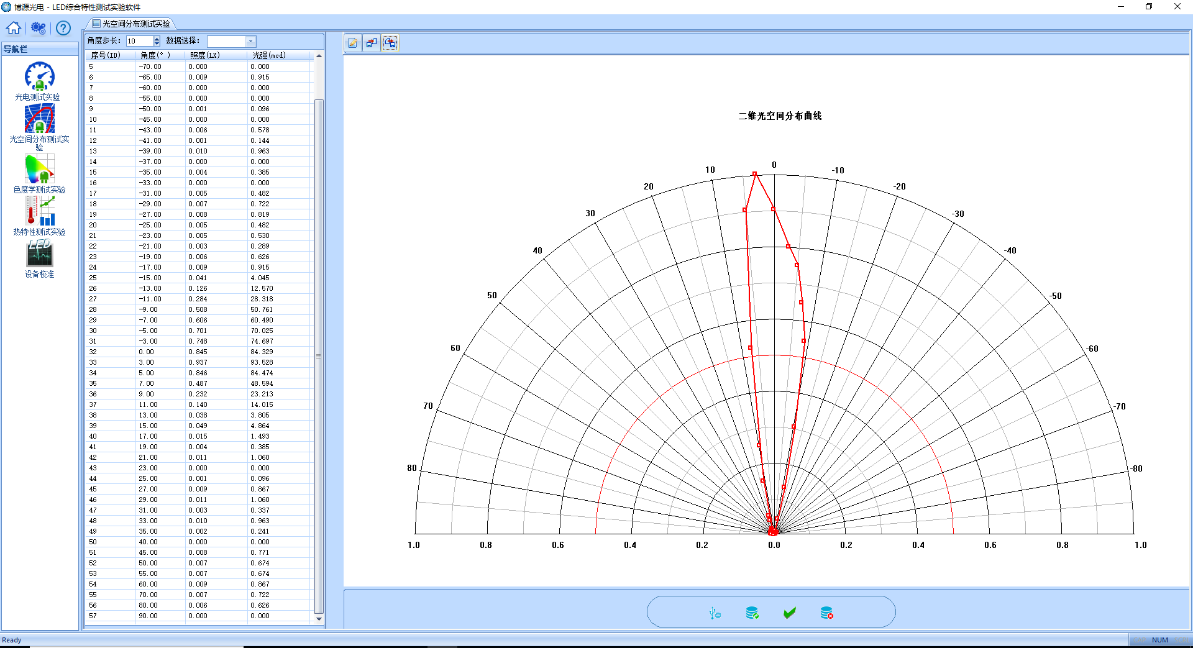 博源光电 - LED综合特性测试实验软件
光空间分布测试实验
导航栏
光电测试实验
光空间分布测试实
验
色度学测试实验
热特性测试实验
LED
设备校准
角度步长: 10 数据选择:
序号(ID) 角度(° ) 照度(LX) 光强(mcd)
5 -70.00 0.000 0.000
6 -65.00 0.009 0.915
7 -60.00 0.000 0.000
8 -55.00 0.000 0.000
9 -50.00 0.001 0.096
10 -45.00 0.000 0.000
11 -43.00 0.006 0.578
12 -41.00 0.001 0.144
13 -39.00 0.010 0.963
14 -37.00 0.000 0.000
15 -35.00 0.004 0.385
16 -33.00 0.000 0.000
17 -31.00 0.005 0.482
18 -29.00 0.007 0.722
19 -27.00 0.008 0.819
20 -25.00 0.005 0.482
21 -23.00 0.005 0.530
22 -21.00 0.003 0.289
23 -19.00 0.006 0.626
24 -17.00 0.009 0.915
25 -15.00 0.041 4.045
26 -13.00 0.126 12.570
27 -11.00 0.284 28.318
28 -9.00 0.508 50.761
29 -7.00 0.606 60.490
30 -5.00 0.701 70.025
31 -3.00 0.748 74.697
32 0.00 0.845 84.329
33 3.00 0.937 93.528
34 5.00 0.846 84.474
35 7.00 0.487 48.594
36 9.00 0.232 23.213
37 11.00 0.140 14.015
38 13.00 0.038 3.805
39 15.00 0.049 4.864
40 17.00 0.015 1.493
41 19.00 0.004 0.385
42 21.00 0.011 1.060
43 23.00 0.000 0.000
44 25.00 0.001 0.096
45 27.00 0.009 0.867
46 29.00 0.011 1.060
47 31.00 0.003 0.337
48 33.00 0.010 0.963
49 35.00 0.002 0.241
50 40.00 0.000 0.000
51 45.00 0.008 0.771
52 50.00 0.007 0.674
53 55.00 0.007 0.674
54 60.00 0.009 0.867
55 70.00 0.007 0.722
56 80.00 0.006 0.626
57 90.00 0.000 0.000
二维光空间分布曲线
0
10 -10
20 -20
30 -30
40 -40
50 -50
60 -60
70 -70
80 -80
1.0 0.8 0.6 0.4 0.2 0.0 0.2 0.4 0.6 0.8 1.0
Ready NUM